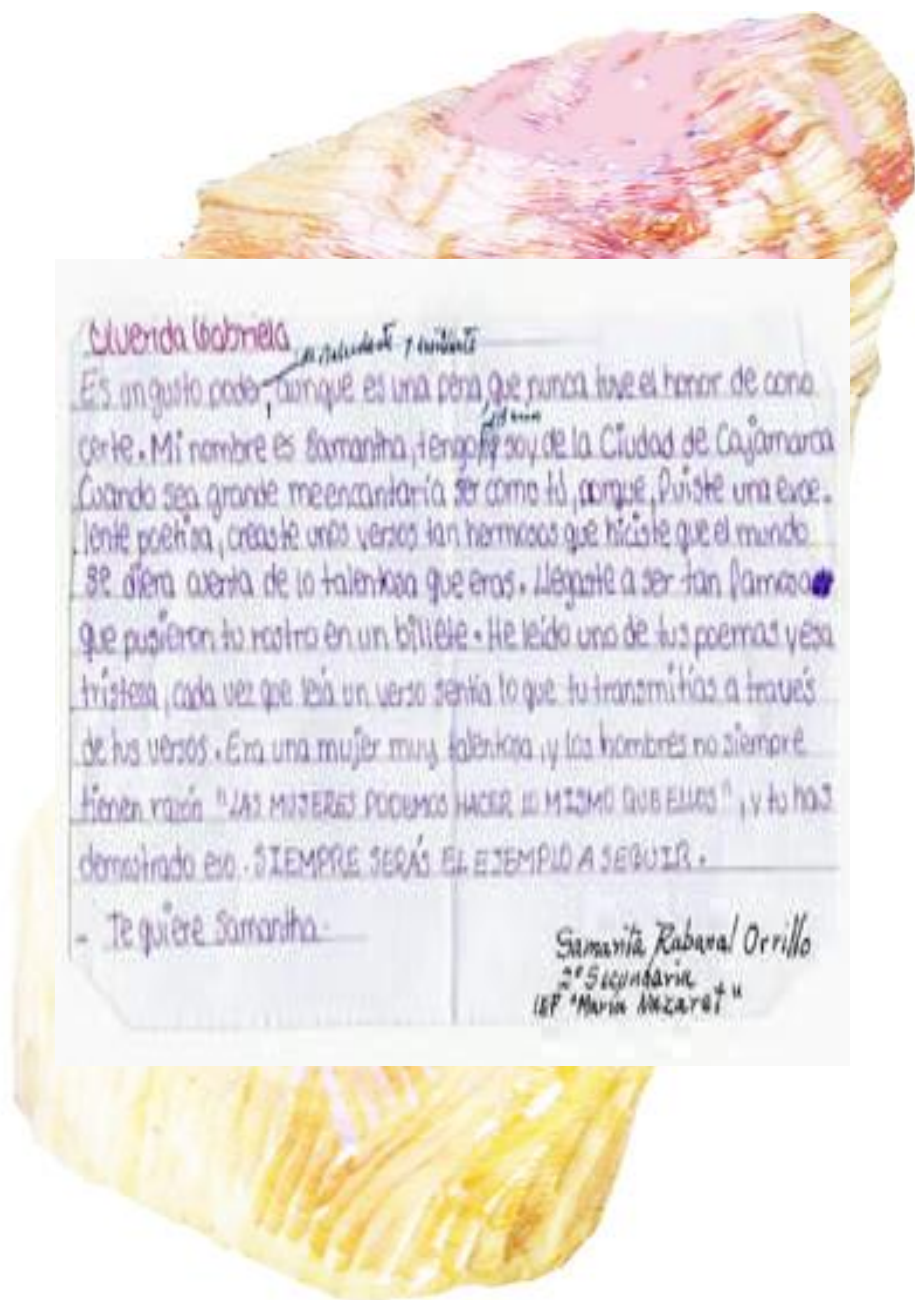 Querida Gabriela
Es un gusto poder, aunque es una pena que nunca tuve el honor de cono
certe. Mi nombre es Samantha, tengo y soy de la Ciudad de Cajamarca
Cuando sea grande me encantaría ser como tú, porque, fuiste una exce-
lente poetisa, creaste unos versos tan hermosos que hiciste que el mundo
se diera cuenta de lo talentosa que eras. Llegaste a ser tan famosa
que pusieron tu rostro en un billete. He leído uno de tus poemas y esa
tristeza, cada vez que leía un verso sentía lo que tu transmitías a través
de tus versos. Era una mujer muy talentosa, y los hombres no siempre
tienen razón "LAS MUJERES PODEMOS HACER LO MISMO QUE ELLOS", y tu has
demostrado eso. SIEMPRE SERÁS EL EJEMPLO A SEGUIR.
- Te quiere Samantha-
Samanta Rabanal Orrillo
2° Secundaria
IEP "María Nazaret"